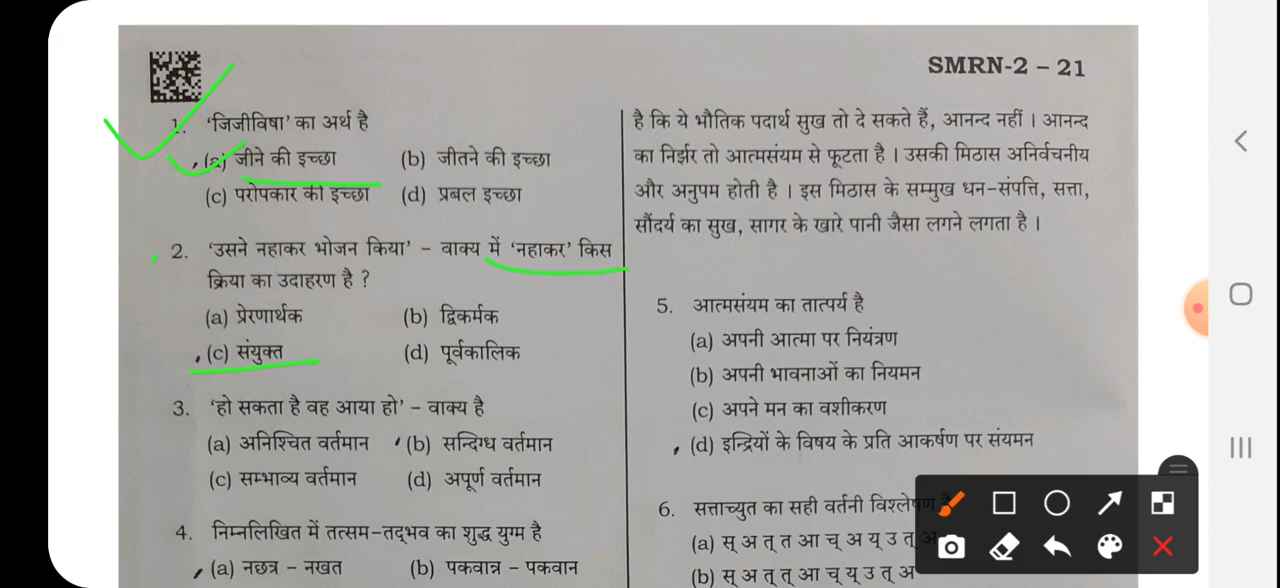 SMRN-2 – 21
1. 'जिजीविषा' का अर्थ है
(a) जीने की इच्छा (b) जीतने की इच्छा
(c) परोपकार की इच्छा (d) प्रबल इच्छा
2. 'उसने नहाकर भोजन किया' – वाक्य में 'नहाकर' किस
क्रिया का उदाहरण है ?
(a) प्रेरणार्थक (b) द्विकर्मक
(c) संयुक्त (d) पूर्वकालिक
3. 'हो सकता है वह आया हो' – वाक्य है
(a) अनिश्चित वर्तमान (b) सन्दिग्ध वर्तमान
(c) सम्भाव्य वर्तमान (d) अपूर्ण वर्तमान
4. निम्नलिखित में तत्सम-तद्भव का शुद्ध युग्म है
(a) नछत्र – नखत (b) पकवान्न – पकवान
है कि ये भौतिक पदार्थ सुख तो दे सकते हैं, आनन्द नहीं । आनन्द
का निर्झर तो आत्मसंयम से फूटता है । उसकी मिठास अनिर्वचनीय
और अनुपम होती है । इस मिठास के सम्मुख धन-संपत्ति, सत्ता,
सौंदर्य का सुख, सागर के खारे पानी जैसा लगने लगता है ।
5. आत्मसंयम का तात्पर्य है
(a) अपनी आत्मा पर नियंत्रण
(b) अपनी भावनाओं का नियमन
(c) अपने मन का वशीकरण
(d) इन्द्रियों के विषय के प्रति आकर्षण पर संयमन
6. सत्ताच्युत का सही वर्तनी विश्लेषण
(a) स् अ त् त आ च् अ य् उ त्
(b) स् अ त् त् आ च् य् उ त् अ